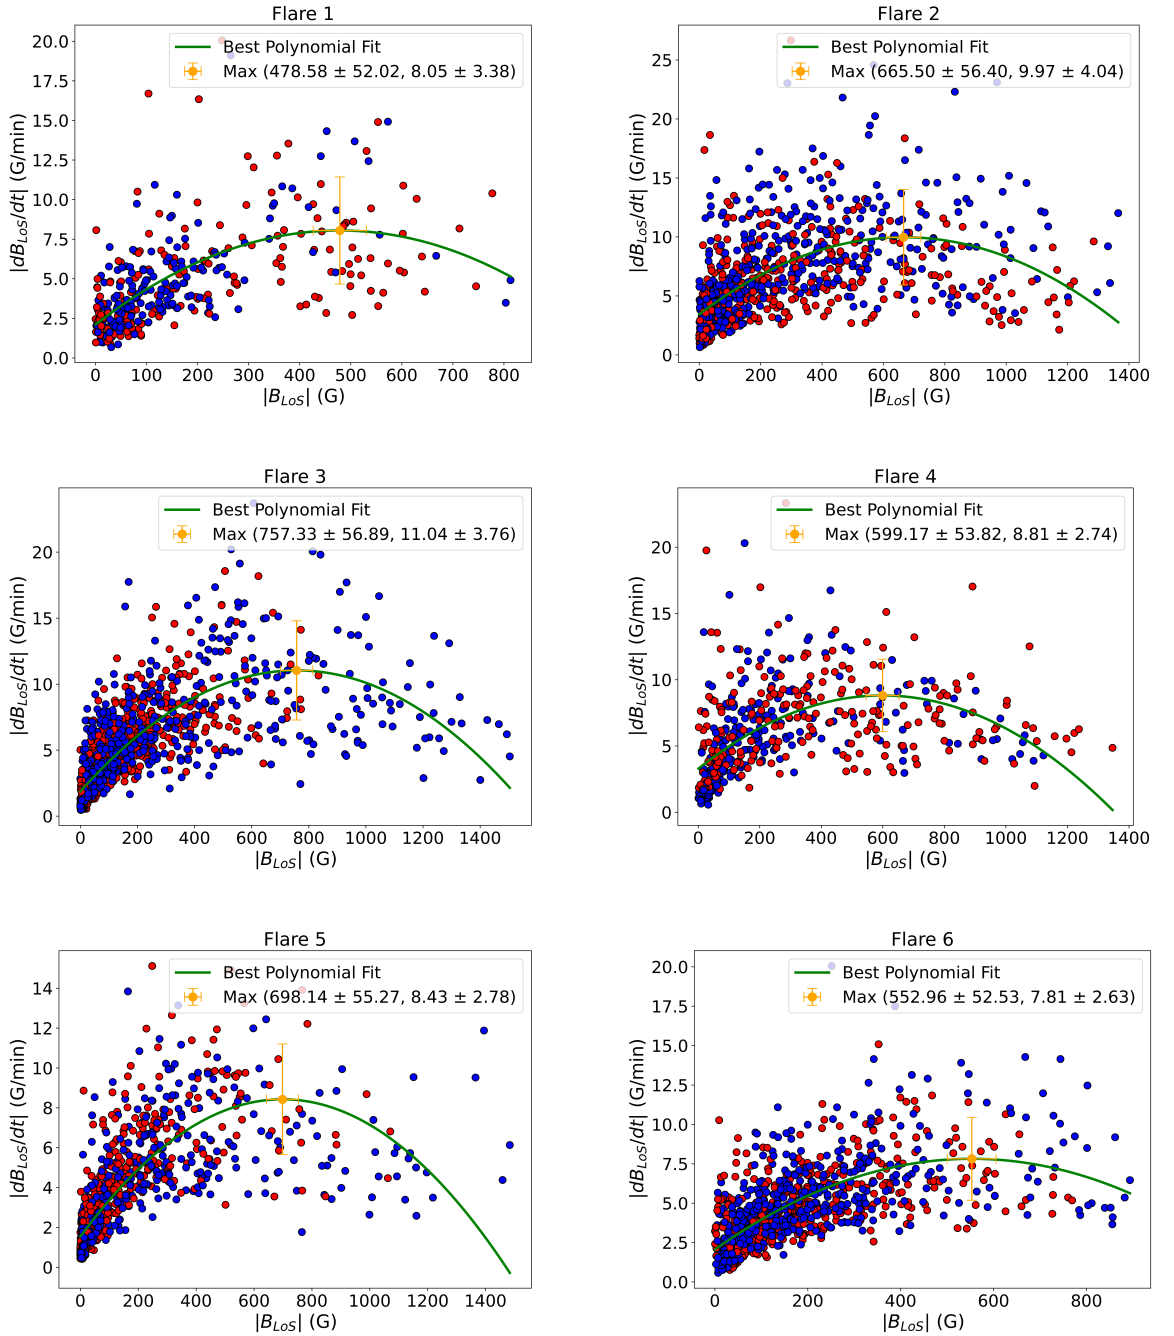 Flare 1
Best Polynomial Fit
Max (478.58 ± 52.02, 8.05 ± 3.38)
20.0
17.5
15.0
12.5
10.0
7.5
5.0
2.5
0.0
|dB_LoS/dt| (G/min)
0 100 200 300 400 500 600 700 800
|B_LoS| (G)
Flare 2
Best Polynomial Fit
Max (665.50 ± 56.40, 9.97 ± 4.04)
25
20
15
10
5
0
|dB_LoS/dt| (G/min)
0 200 400 600 800 1000 1200 1400
|B_LoS| (G)
Flare 3
Best Polynomial Fit
Max (757.33 ± 56.89, 11.04 ± 3.76)
20
15
10
5
0
|dB_LoS/dt| (G/min)
0 200 400 600 800 1000 1200 1400
|B_LoS| (G)
Flare 4
Best Polynomial Fit
Max (599.17 ± 53.82, 8.81 ± 2.74)
20
15
10
5
0
|dB_LoS/dt| (G/min)
0 200 400 600 800 1000 1200 1400
|B_LoS| (G)
Flare 5
Best Polynomial Fit
Max (698.14 ± 55.27, 8.43 ± 2.78)
14
12
10
8
6
4
2
0
|dB_LoS/dt| (G/min)
0 200 400 600 800 1000 1200 1400
|B_LoS| (G)
Flare 6
Best Polynomial Fit
Max (552.96 ± 52.53, 7.81 ± 2.63)
20.0
17.5
15.0
12.5
10.0
7.5
5.0
2.5
0.0
|dB_LoS/dt| (G/min)
0 200 400 600 800
|B_LoS| (G)